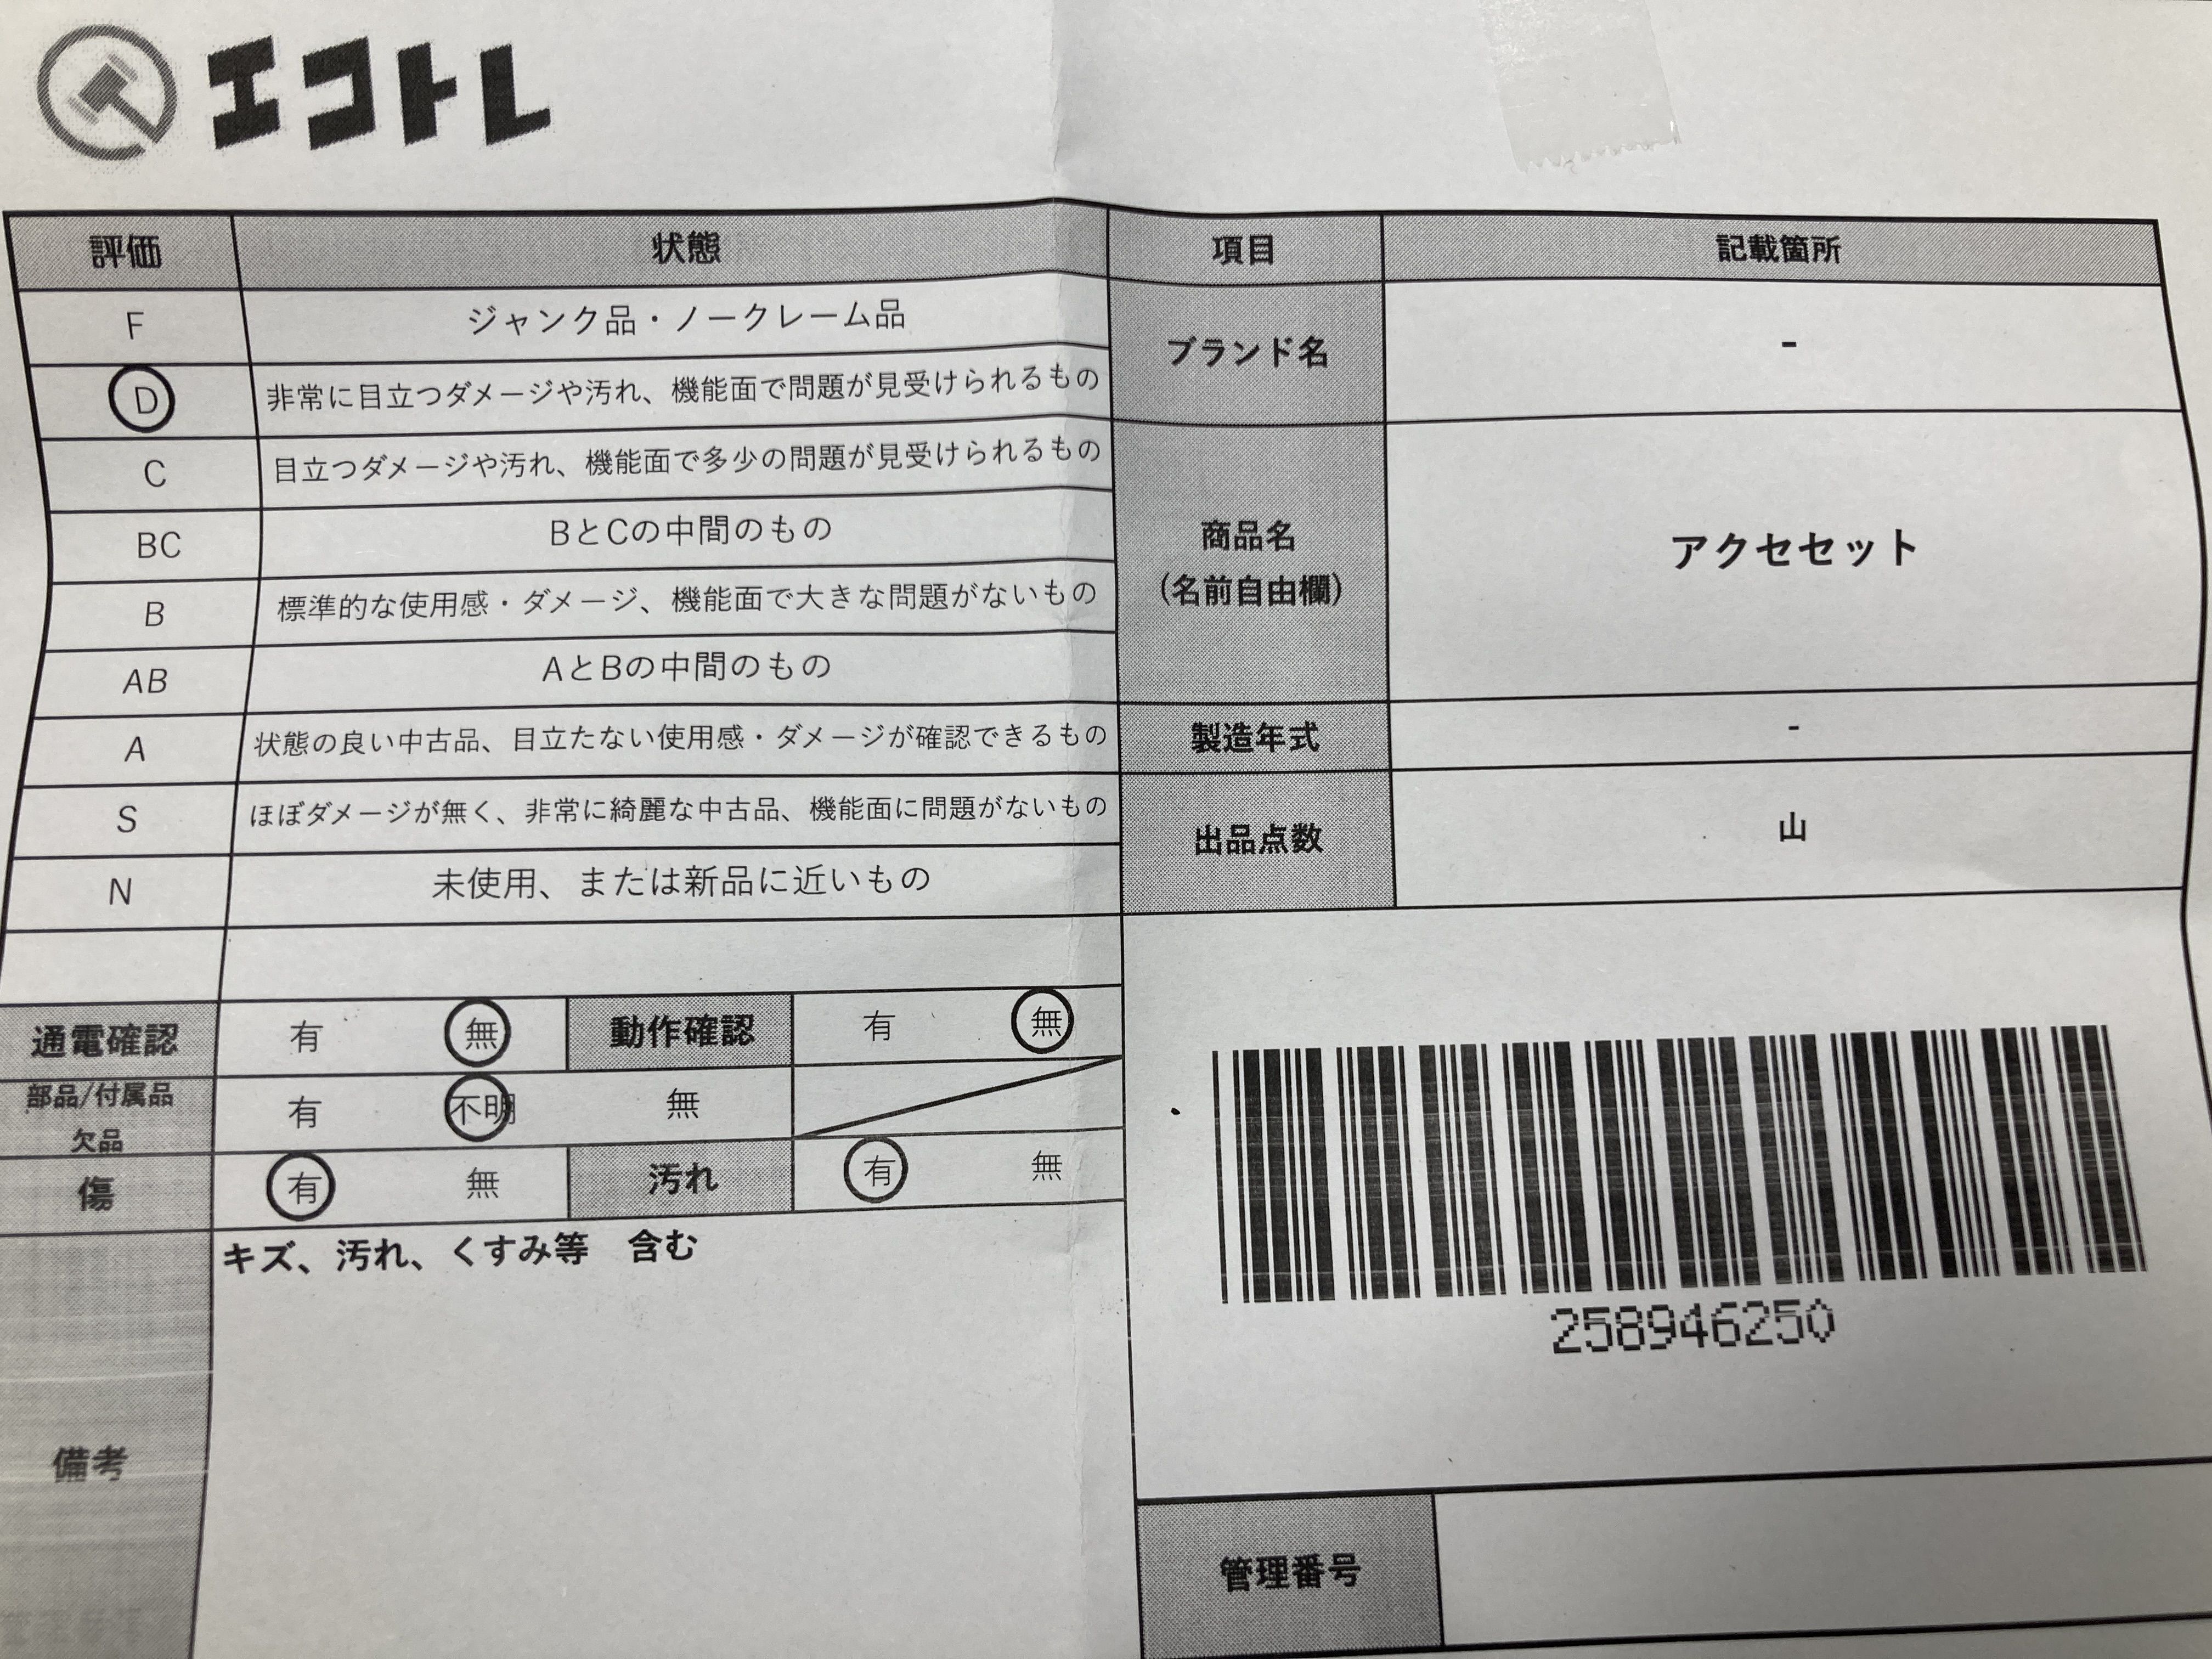 エコトレ
評価 状態 項目 記載箇所
F ジャンク品・ノークレーム品
D 非常に目立つダメージや汚れ、機能面で問題が見受けられるもの
C 目立つダメージや汚れ、機能面で多少の問題が見受けられるもの
BC BとCの中間のもの
B 標準的な使用感・ダメージ、機能面で大きな問題がないもの
AB AとBの中間のもの
A 状態の良い中古品、目立たない使用感・ダメージが確認できるもの
S ほぼダメージが無く、非常に綺麗な中古品、機能面に問題がないもの
N 未使用、または新品に近いもの
ブランド名 -
商品名
(名前自由欄)
アクセセット
製造年式 -
出品点数 山
通電確認 有 無 動作確認 有 無
部品/付属品
欠品
有 不明 無
傷 有 無 汚れ 有 無
備考
キズ、汚れ、くすみ等 含む
258946250
管理番号